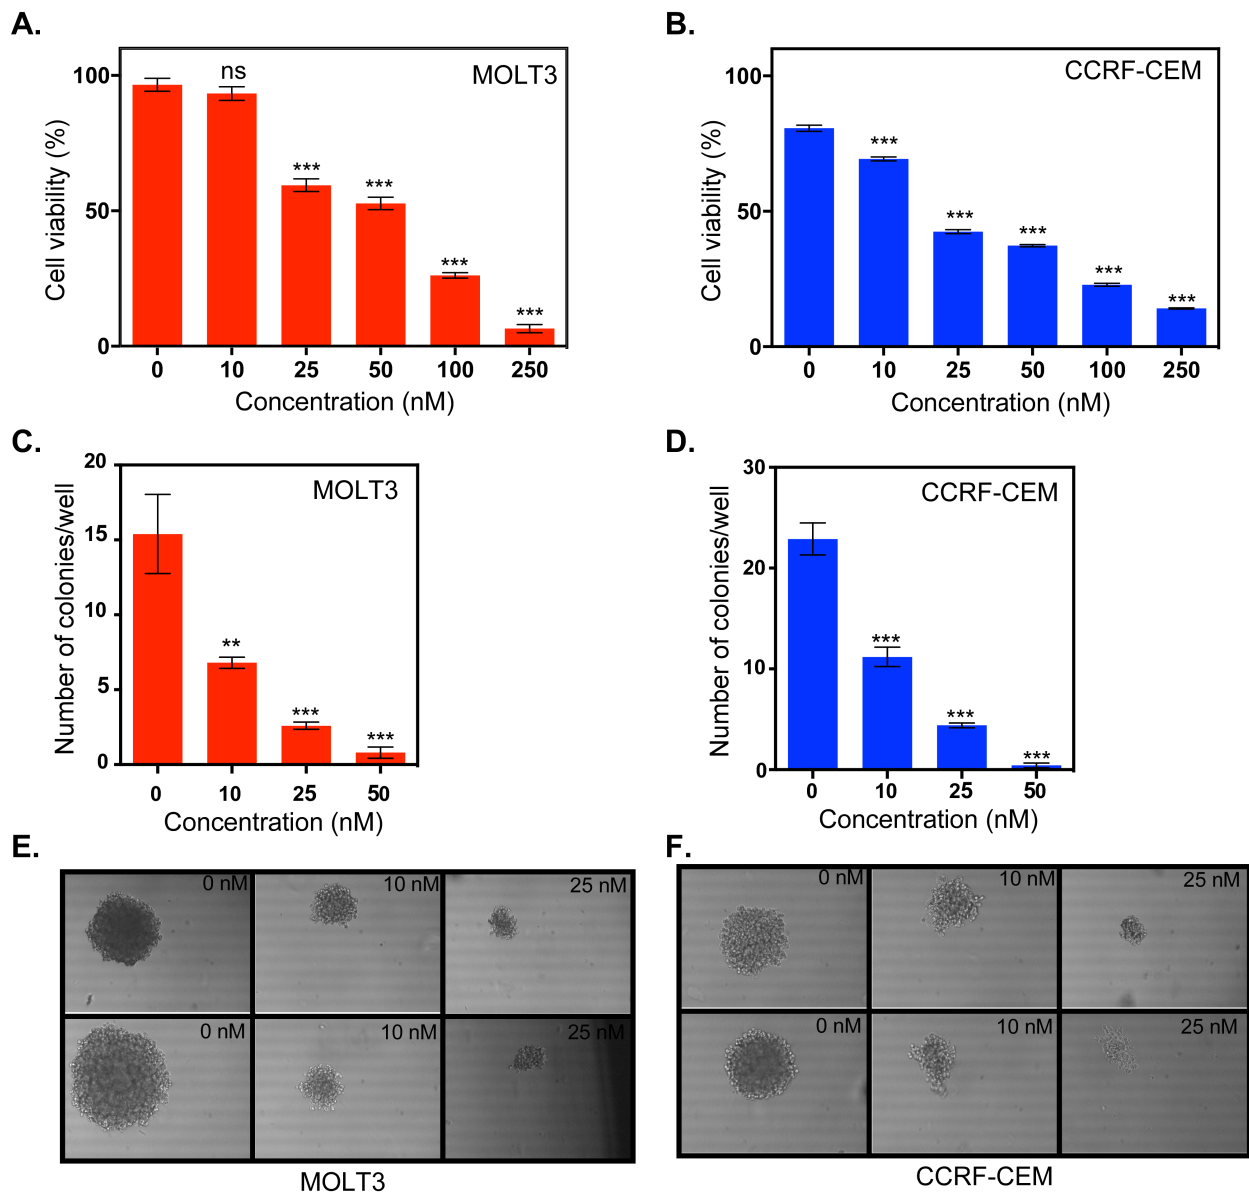 A.
MOLT3
Cell viability (%)
100
50
0
ns
***
***
***
***
0 10 25 50 100 250
Concentration (nM)
B.
CCRF-CEM
Cell viability (%)
100
50
0
***
***
***
***
***
0 10 25 50 100 250
Concentration (nM)
C.
MOLT3
Number of colonies/well
20
15
10
5
0
**
***
***
0 10 25 50
Concentration (nM)
D.
CCRF-CEM
Number of colonies/well
30
20
10
0
***
***
***
0 10 25 50
Concentration (nM)
E.
0 nM 10 nM 25 nM
0 nM 10 nM 25 nM
MOLT3
F.
0 nM 10 nM 25 nM
0 nM 10 nM 25 nM
CCRF-CEM